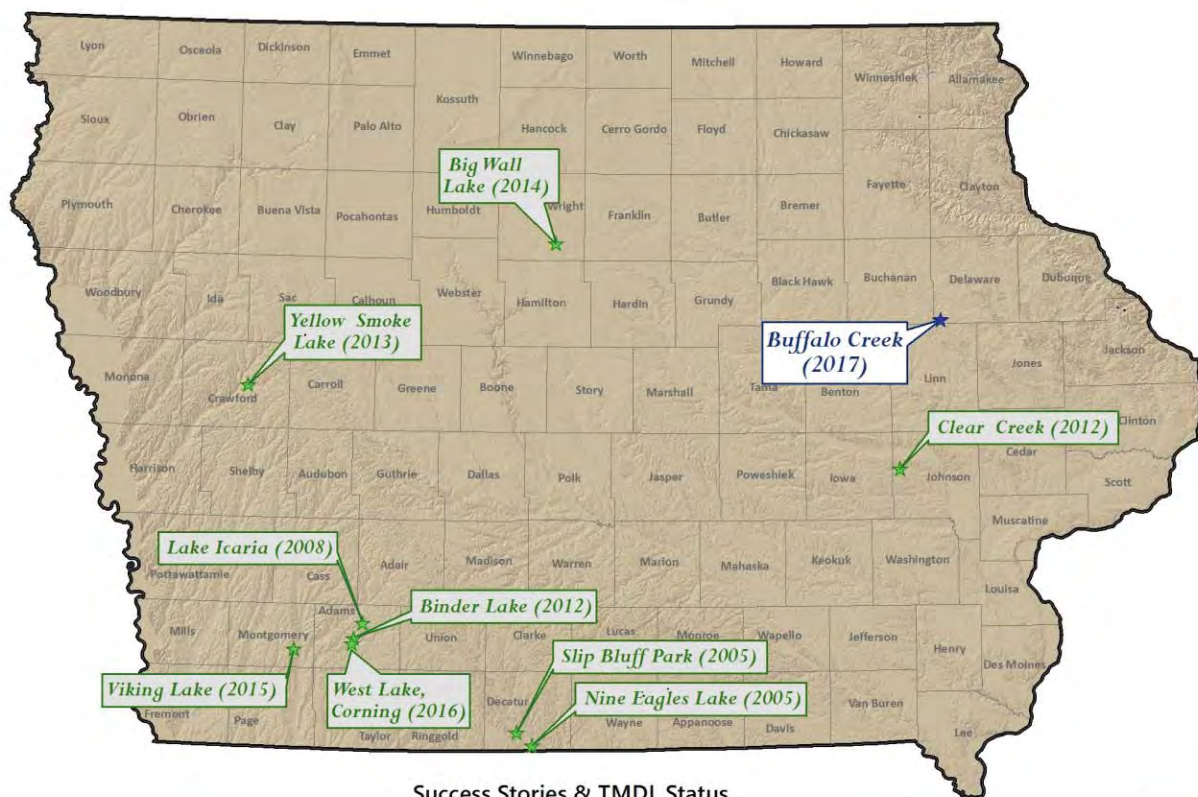 Lyon
Osceola
Dickinson
Emmet
Winnebago
Worth
Mitchell
Howard
Winneshiek
Allamakee
Kossuth
Sioux
Obrien
Clay
Palo Alto
Hancock
Cerro Gordo
Floyd
Chickasaw
Big Wall
Lake (2014)
Fayette
Clayton
Plymouth
Cherokee
Buena Vista
Pocahontas
Humboldt
Wright
Franklin
Butler
Bremer
Woodbury
Ida
Sac
Calhoun
Webster
Hamilton
Hardin
Grundy
Black Hawk
Buchanan
Delaware
Dubuque
Yellow Smoke
Lake (2013)
Buffalo Creek
(2017)
Monona
Crawford
Carroll
Greene
Boone
Story
Marshall
Tama
Benton
Linn
Jones
Jackson
Clear Creek (2012)
Clinton
Harrison
Shelby
Audubon
Guthrie
Dallas
Polk
Jasper
Poweshiek
Iowa
Johnson
Cedar
Scott
Muscatine
Lake Icaria (2008)
Pottawattamie
Cass
Adair
Madison
Warren
Marion
Mahaska
Keokuk
Washington
Louisa
Binder Lake (2012)
Mills
Montgomery
Adams
Union
Clarke
Lucas
Monroe
Wapello
Jefferson
Henry
Des Moines
Slip Bluff Park (2005)
Viking Lake (2015)
West Lake,
Corning (2016)
Nine Eagles Lake (2005)
Fremont
Page
Taylor
Ringgold
Decatur
Wayne
Appanoose
Davis
Van Buren
Lee
Success Stories & TMDL Status